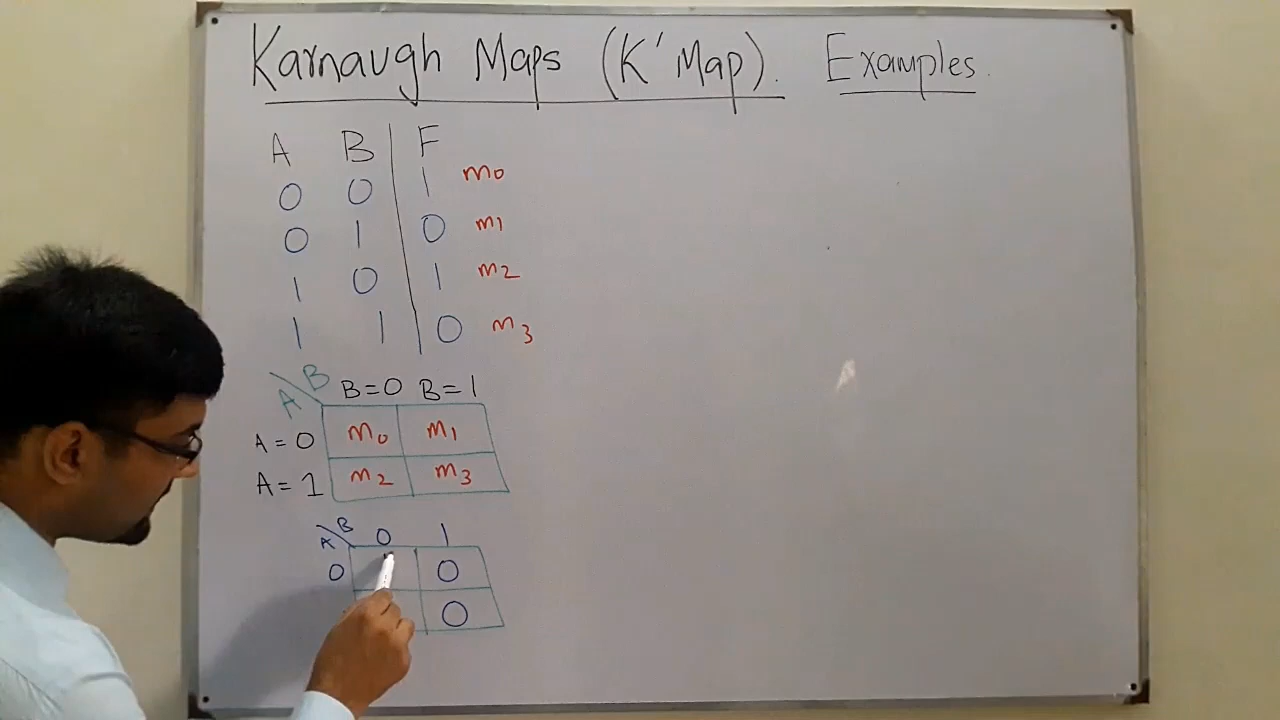 Karnaugh Maps (K' Map). Examples.
A B F
0 0 1 m0
0 1 0 m1
1 0 1 m2
1 1 0 m3
A B B=0 B=1
A=0 m0 m1
A=1 m2 m3
A B 0 1
0 0
0